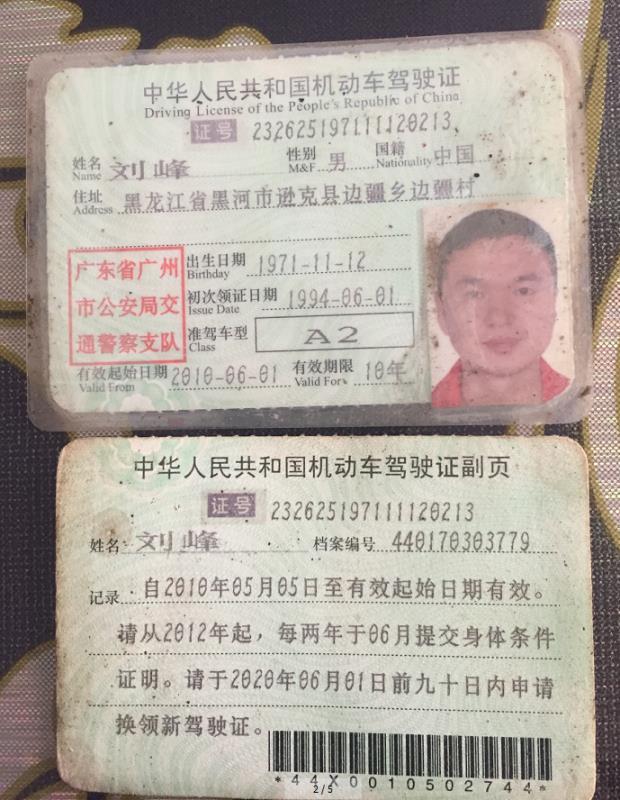 中华人民共和国机动车驾驶证
Driving License of the People's Republic of China
证号 232625197111120213
姓名 Name 刘峰 性别 M&F 男 国籍 Nationality 中国
住址 Address 黑龙江省黑河市逊克县边疆乡边疆村
广东省广州
市公安局交
通警察支队
出生日期 Birthday 1971-11-12
初次领证日期 Issue Date 1994-06-01
准驾车型 Class A2
有效起始日期 Valid From 2010-06-01 有效期限 Valid For 10年
中华人民共和国机动车驾驶证副页
证号 232625197111120213
姓名 刘峰 档案编号 440170303779
记录 自2010年05月05日至有效起始日期有效。
请从2012年起，每两年于06月提交身体条件
证明。请于2020年06月01日前九十日内申请
换领新驾驶证。
*44X0010502744*
2/5